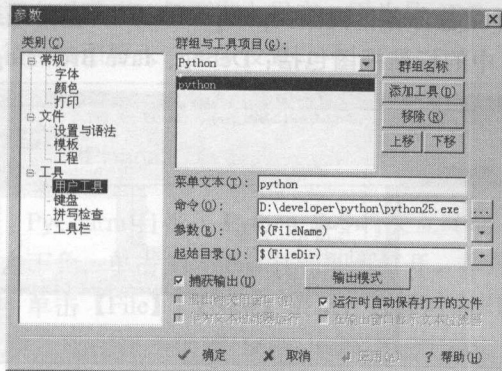 参数
类别(C)
常规
字体
颜色
打印
文件
设置与语法
模板
工程
工具
用户工具
键盘
拼写检查
工具栏
群组与工具项目(G):
Python
群组名称
python
添加工具(D)
移除(R)
上移 下移
菜单文本(T): python
命令(O): D:\developer\python\python25.exe ...
参数(R): $(FileName)
起始目录(I): $(FileDir)
捕获输出(U)
输出模式
运行时自动保存打开的文件
确定 取消 帮助(H)